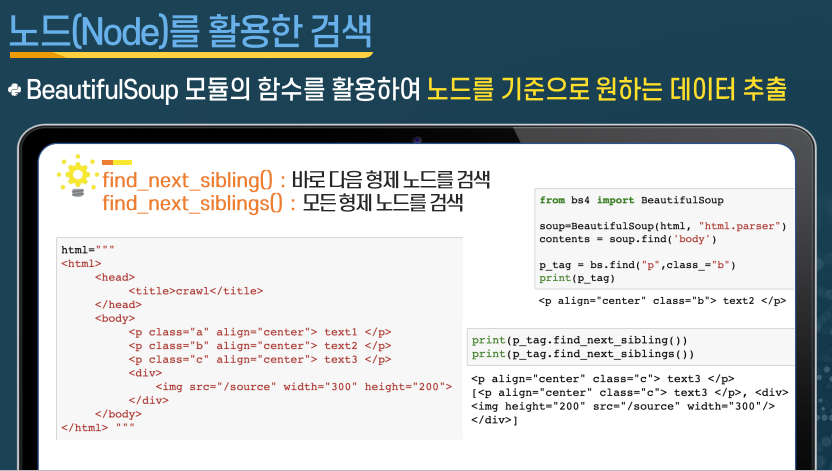 노드(Node)를 활용한 검색
BeautifulSoup 모듈의 함수를 활용하여 노드를 기준으로 원하는 데이터 추출
find_next_sibling() : 바로 다음 형제 노드를 검색
find_next_siblings() : 모든 형제 노드를 검색
html="""
<html>
<head>
<title>crawl</title>
</head>
<body>
<p class="a" align="center"> text1 </p>
<p class="b" align="center"> text2 </p>
<p class="c" align="center"> text3 </p>
<div>
<img src="/source" width="300" height="200">
</div>
</body>
</html> """
from bs4 import BeautifulSoup
soup=BeautifulSoup(html, "html.parser")
contents = soup.find('body')
p_tag = bs.find("p",class_="b")
print(p_tag)
<p align="center" class="b"> text2 </p>
print(p_tag.find_next_sibling())
print(p_tag.find_next_siblings())
<p align="center" class="c"> text3 </p>
[<p align="center" class="c"> text3 </p>, <div>
<img height="200" src="/source" width="300"/>
</div>]